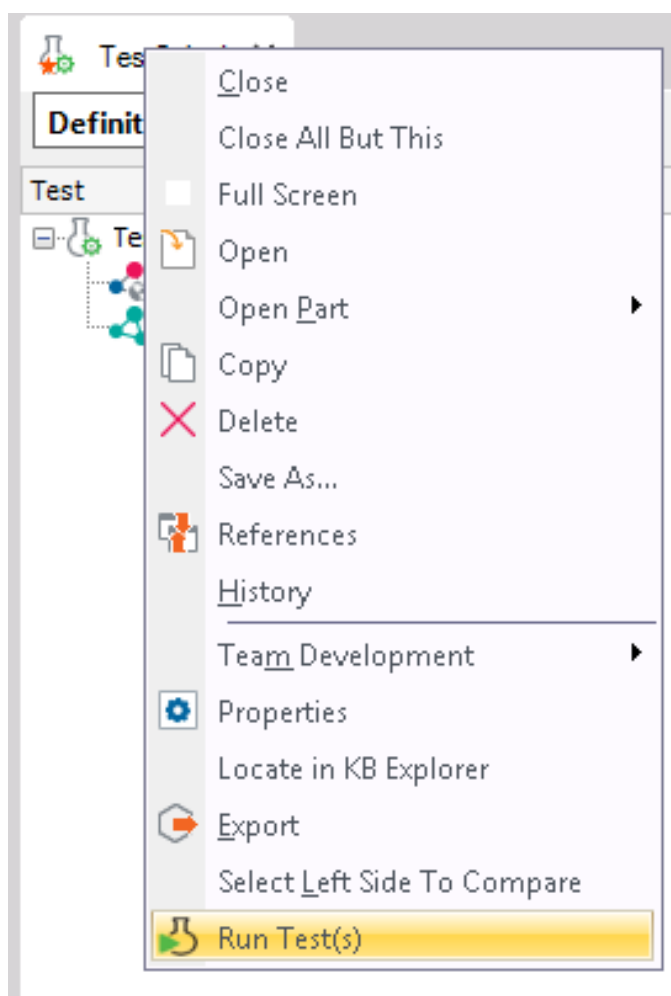 Close
Definit
Close All But This
Test
Full Screen
Te
Open
Open Part
Copy
Delete
Save As...
References
History
Team Development
Properties
Locate in KB Explorer
Export
Select Left Side To Compare
Run Test(s)